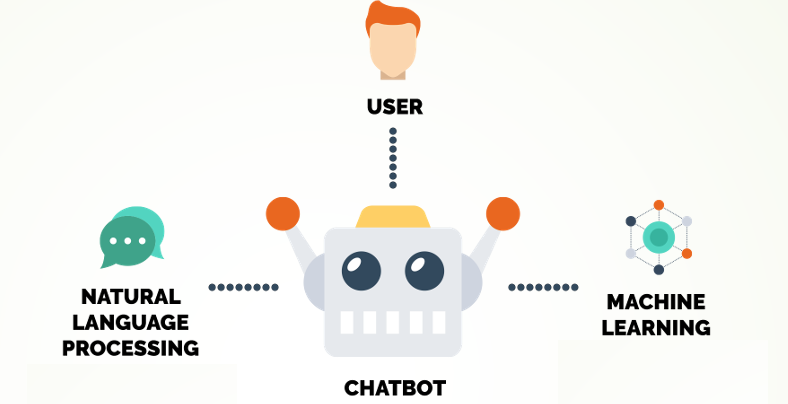 USER
NATURAL
LANGUAGE
PROCESSING
MACHINE
LEARNING
CHATBOT